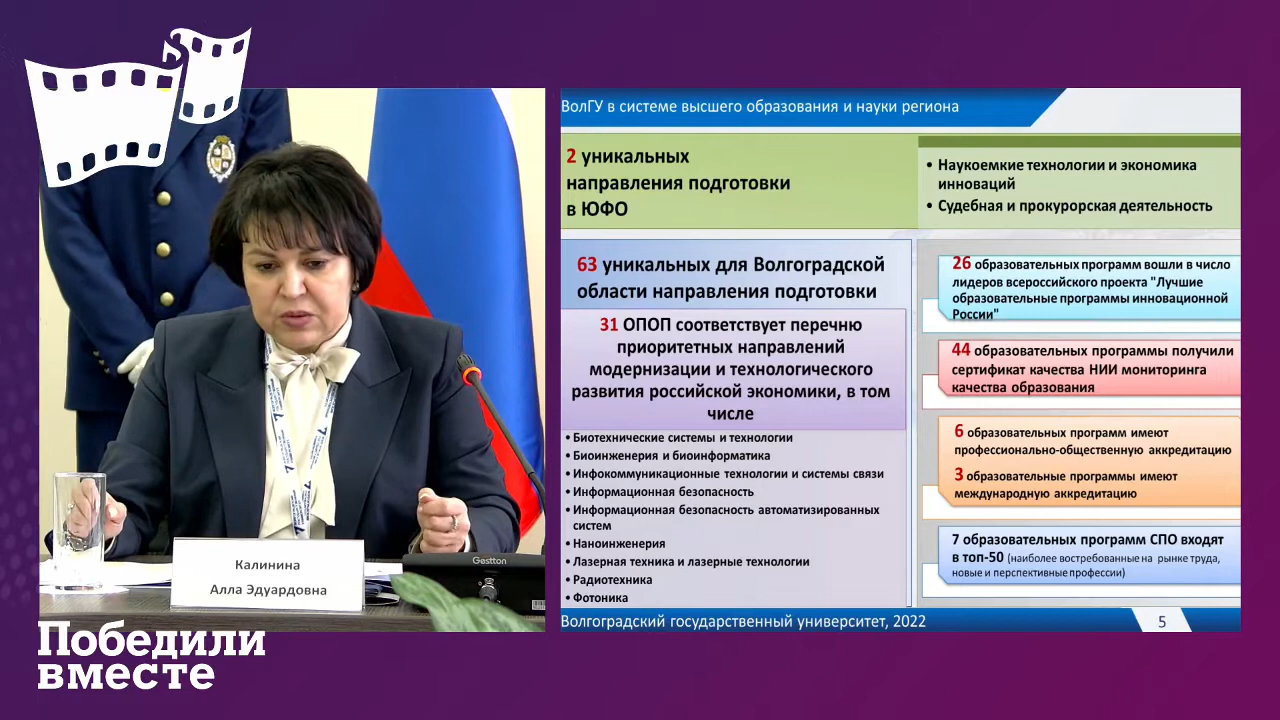 ВолГУ в системе высшего образования и науки региона
2 уникальных
направления подготовки
в ЮФО
• Наукоемкие технологии и экономика
инноваций
• Судебная и прокурорская деятельность
63 уникальных для Волгоградской
области направления подготовки
31 ОПОП соответствует перечню
приоритетных направлений
модернизации и технологического
развития российской экономики, в том
числе
• Биотехнические системы и технологии
• Биоинженерия и биоинформатика
• Инфокоммуникационные технологии и системы связи
• Информационная безопасность
• Информационная безопасность автоматизированных
систем
• Наноинженерия
• Лазерная техника и лазерные технологии
• Радиотехника
• Фотоника
26 образовательных программ вошли в число
лидеров всероссийского проекта "Лучшие
образовательные программы инновационной
России"
44 образовательных программы получили
сертификат качества НИИ мониторинга
качества образования
6 образовательных программ имеют
профессионально-общественную аккредитацию
3 образовательные программы имеют
международную аккредитацию
7 образовательных программ СПО входят
в топ-50 (наиболее востребованные на рынке труда,
новые и перспективные профессии)
Волгоградский государственный университет, 2022
5
Gestton
Калинина
Алла Эдуардовна
Победили
вместе